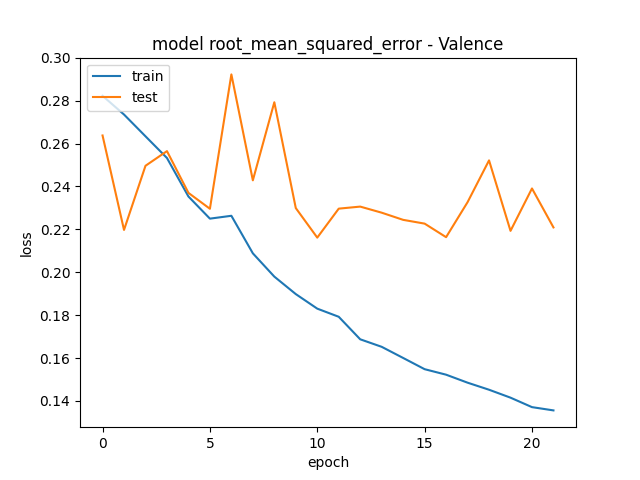 model root_mean_squared_error - Valence
train
test
loss
0.30
0.28
0.26
0.24
0.22
0.20
0.18
0.16
0.14
0 5 10 15 20
epoch